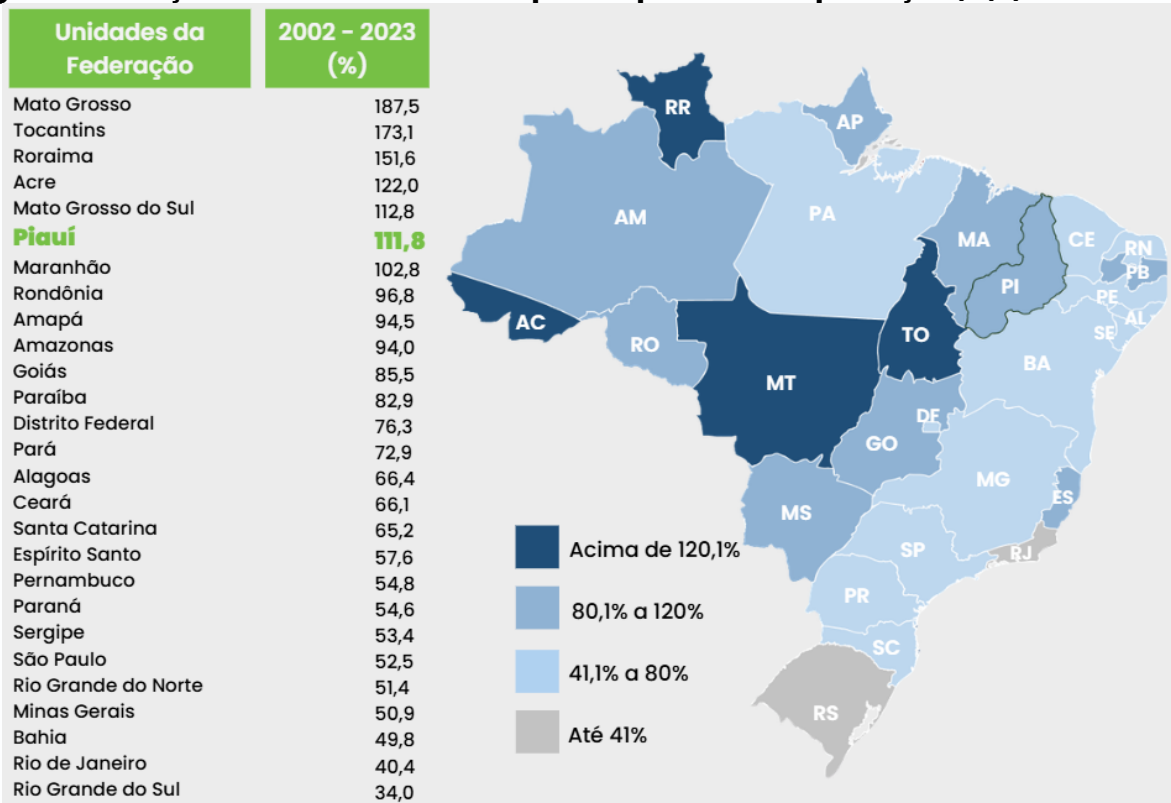 Unidades da Federação
2002 - 2023 (%)
Mato Grosso 187,5
Tocantins 173,1
Roraima 151,6
Acre 122,0
Mato Grosso do Sul 112,8
Piauí 111,8
Maranhão 102,8
Rondônia 96,8
Amapá 94,5
Amazonas 94,0
Goiás 85,5
Paraíba 82,9
Distrito Federal 76,3
Pará 72,9
Alagoas 66,4
Ceará 66,1
Santa Catarina 65,2
Espírito Santo 57,6
Pernambuco 54,8
Paraná 54,6
Sergipe 53,4
São Paulo 52,5
Rio Grande do Norte 51,4
Minas Gerais 50,9
Bahia 49,8
Rio de Janeiro 40,4
Rio Grande do Sul 34,0
RR
AP
AM
PA
MA
CE
RN
PB
PI
PE
AL
SE
AC
RO
TO
BA
MT
DF
GO
MG
ES
MS
SP
RJ
PR
SC
RS
Acima de 120,1%
80,1% a 120%
41,1% a 80%
Até 41%